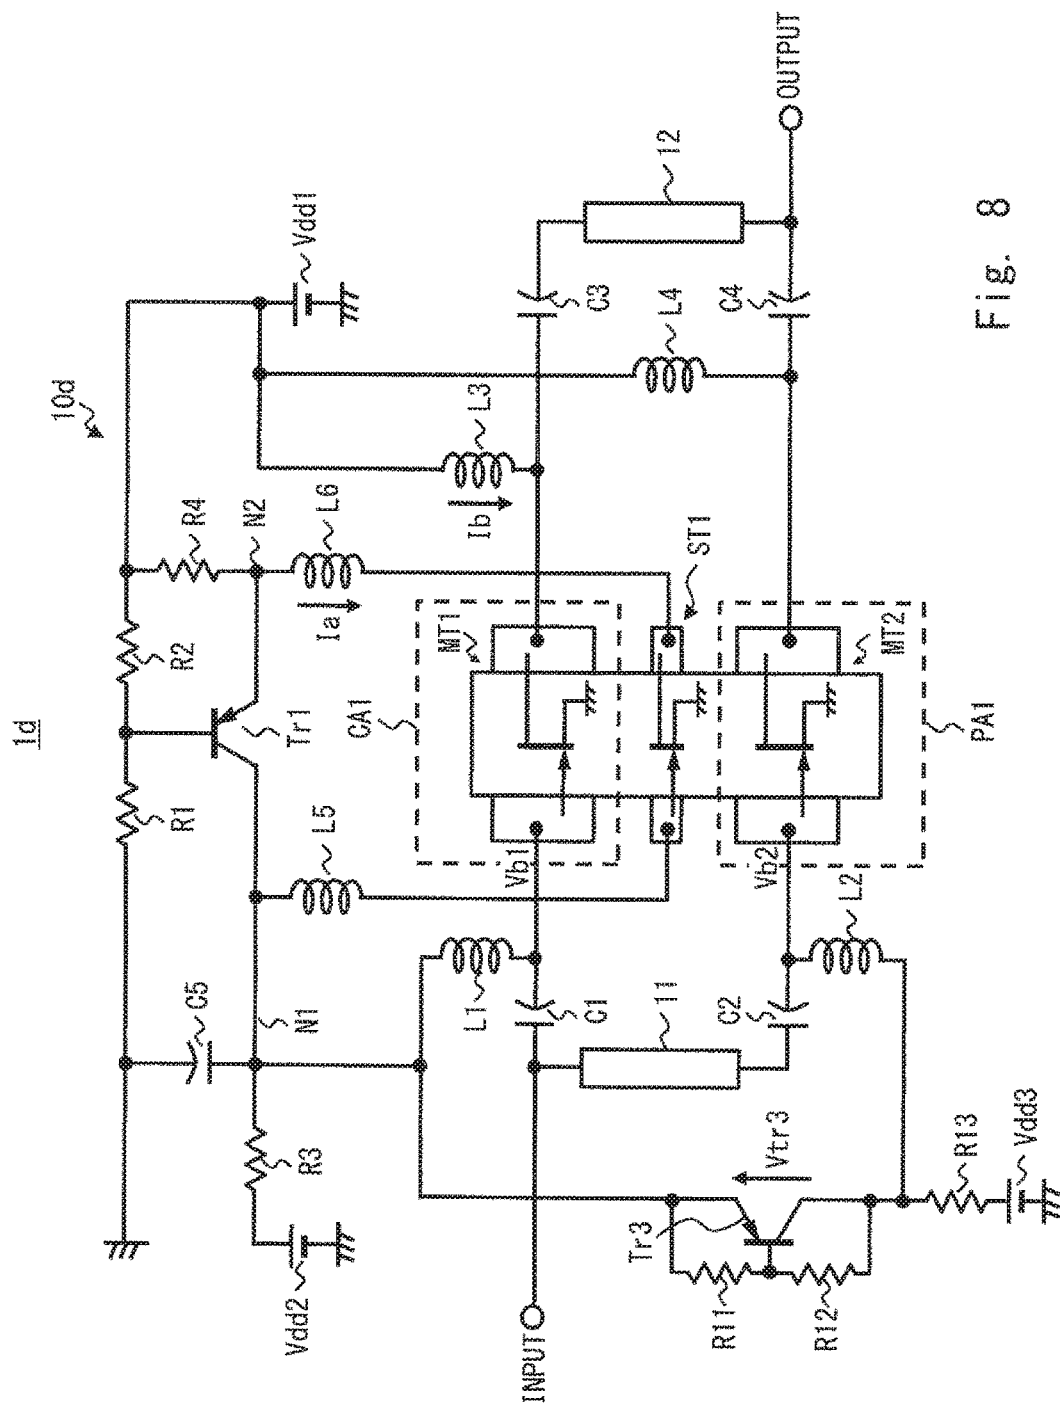 1d
10d
R1
R2
C5
R4
N2
Vdd2
R3
N1
Tr1
Vdd1
L5
Ia
L6
CA1
MT1
L1
Ib
L3
Vb1
INPUT
C1
C3
Tr3
11
L4
12
ST1
R11
C2
C4
Vb2
Vtr3
OUTPUT
R12
L2
MT2
R13
PA1
Vdd3
Fig. 8